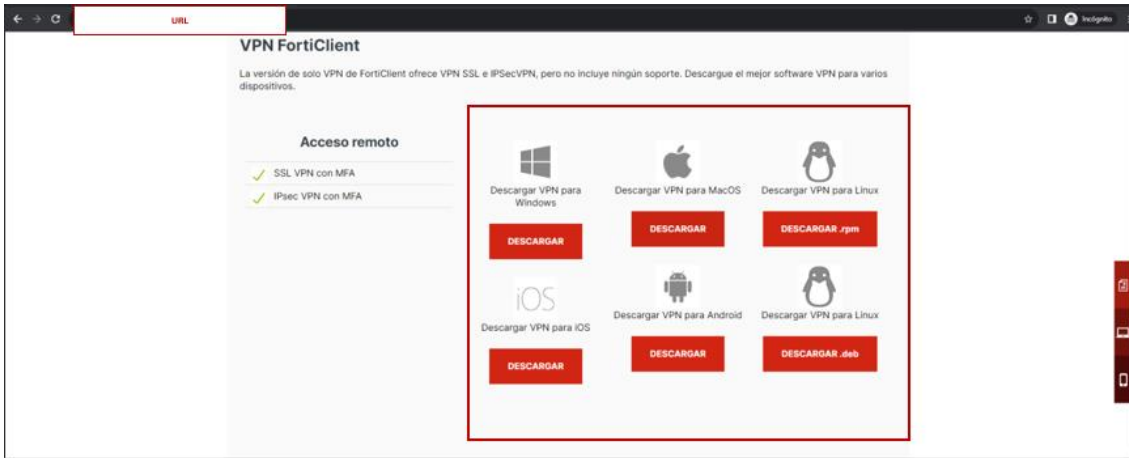 URL
Incógnito
VPN FortiClient
La versión de solo VPN de FortiClient ofrece VPN SSL e IPSecVPN, pero no incluye ningún soporte. Descargue el mejor software VPN para varios
dispositivos.
Acceso remoto
SSL VPN con MFA
IPsec VPN con MFA
Descargar VPN para
Windows
DESCARGAR
Descargar VPN para MacOS
DESCARGAR
Descargar VPN para Linux
DESCARGAR .rpm
iOS
Descargar VPN para iOS
DESCARGAR
Descargar VPN para Android
DESCARGAR
Descargar VPN para Linux
DESCARGAR .deb